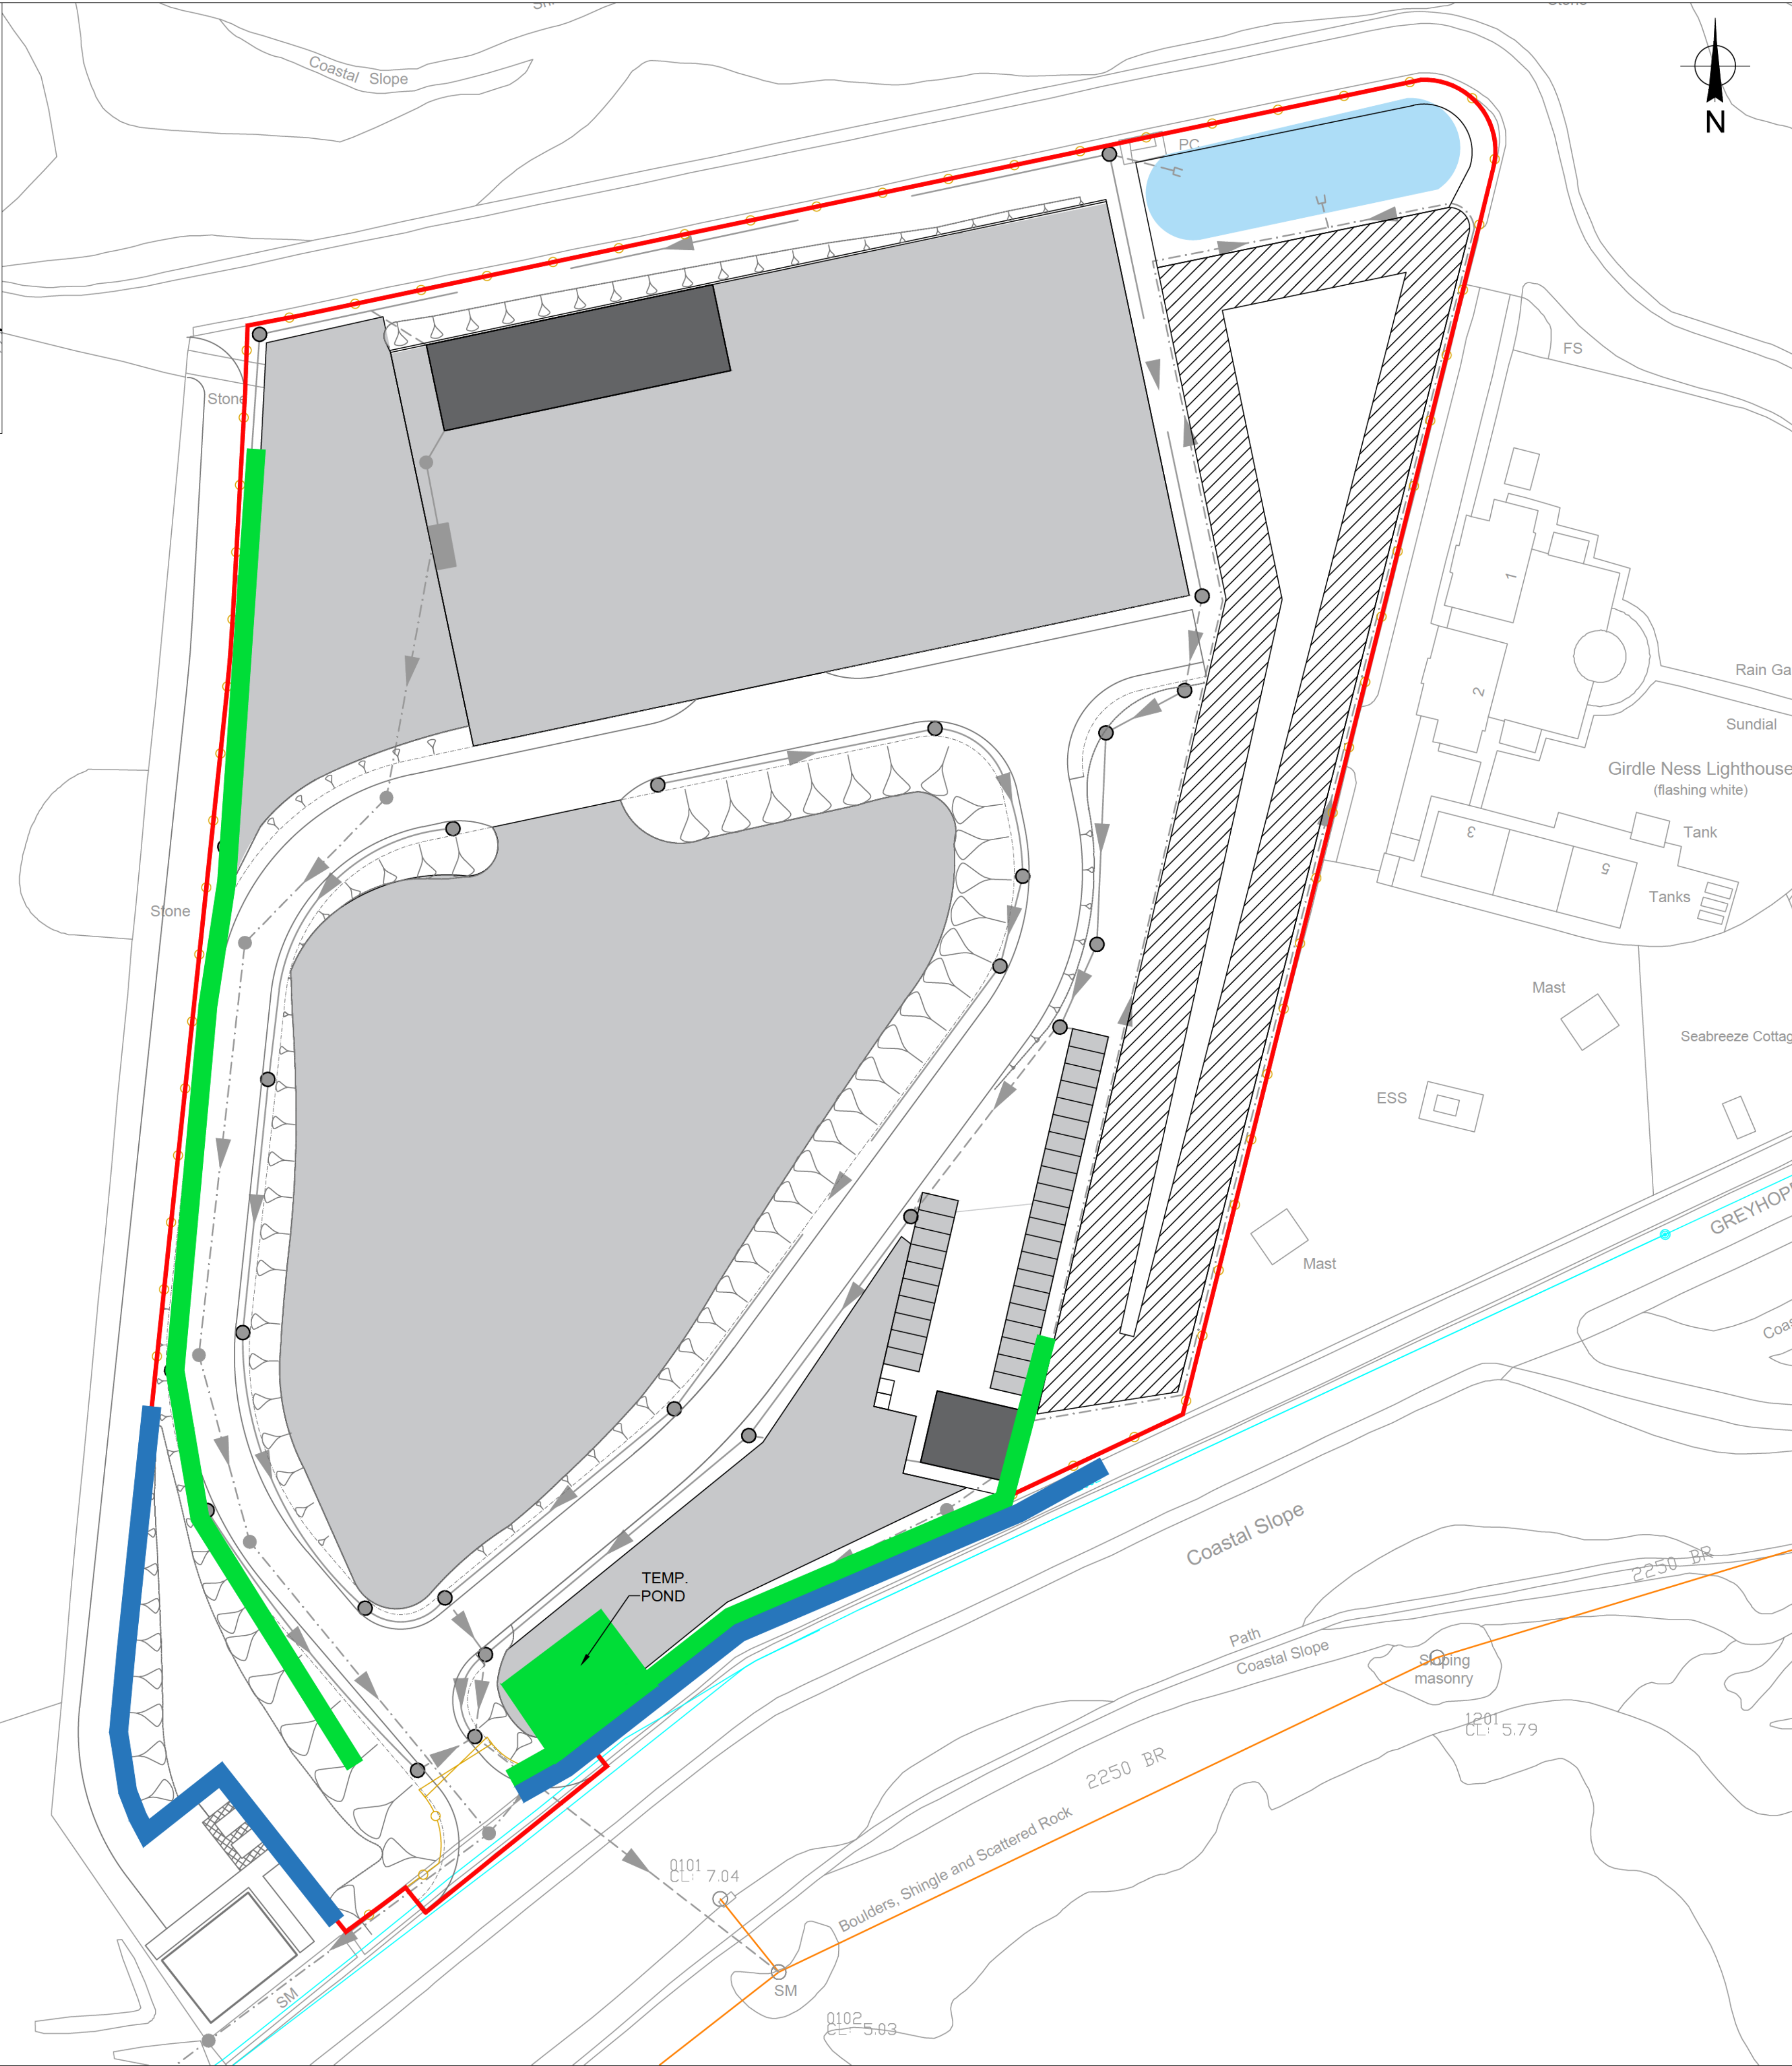 Coastal Slope
N
PC
Stone
FS
1
2
Rain Ga
Sundial
Girdle Ness Lighthouse
(flashing white)
3
5
Tank
Tanks
Stone
Mast
Seabreeze Cottag
ESS
GREYHOP
Mast
Coas
Coastal Slope
2250 BR
TEMP.
POND
Path
Coastal Slope
Sloping
masonry
1201
CL: 5.79
2250 BR
Boulders, Shingle and Scattered Rock
0101
CL: 7.04
SM
SM
0102
CL: 5.03